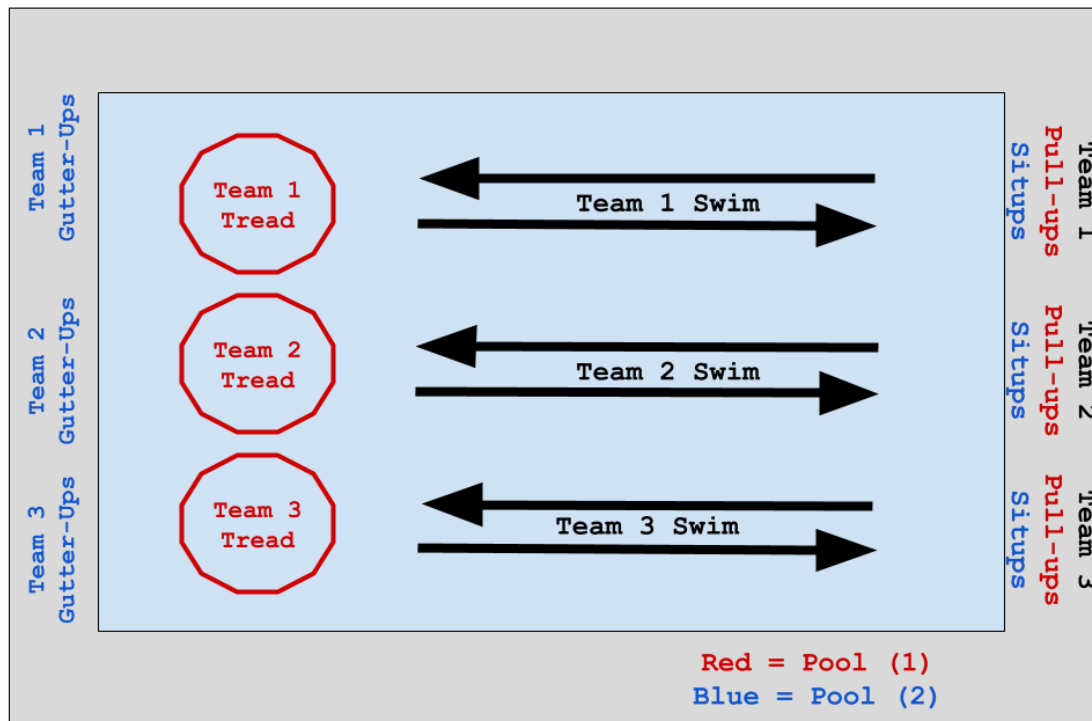 Team 1
Gutter-Ups
Team 1
Tread
Team 1 Swim
Team 1
Pull-ups
Situps
Team 2
Gutter-Ups
Team 2
Tread
Team 2 Swim
Team 2
Pull-ups
Situps
Team 3
Gutter-Ups
Team 3
Tread
Team 3 Swim
Team 3
Pull-ups
Situps
Red = Pool (1)
Blue = Pool (2)